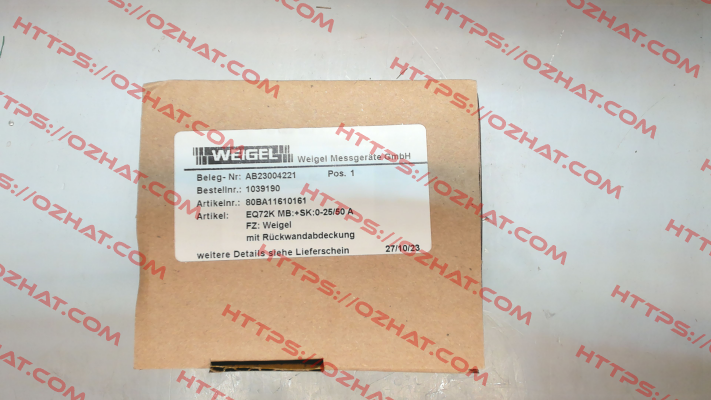 WEIGEL Weigel Messgeräte GmbH
Beleg- Nr: AB23004221 Pos. 1
Bestellnr.: 1039190
Artikelnr.: 80BA11610161
Artikel: EQ72K MB:+SK:0-25/50 A
FZ: Weigel
mit Rückwandabdeckung
weitere Details siehe Lieferschein 27/10/23
HTTPS://OZHAT.COM